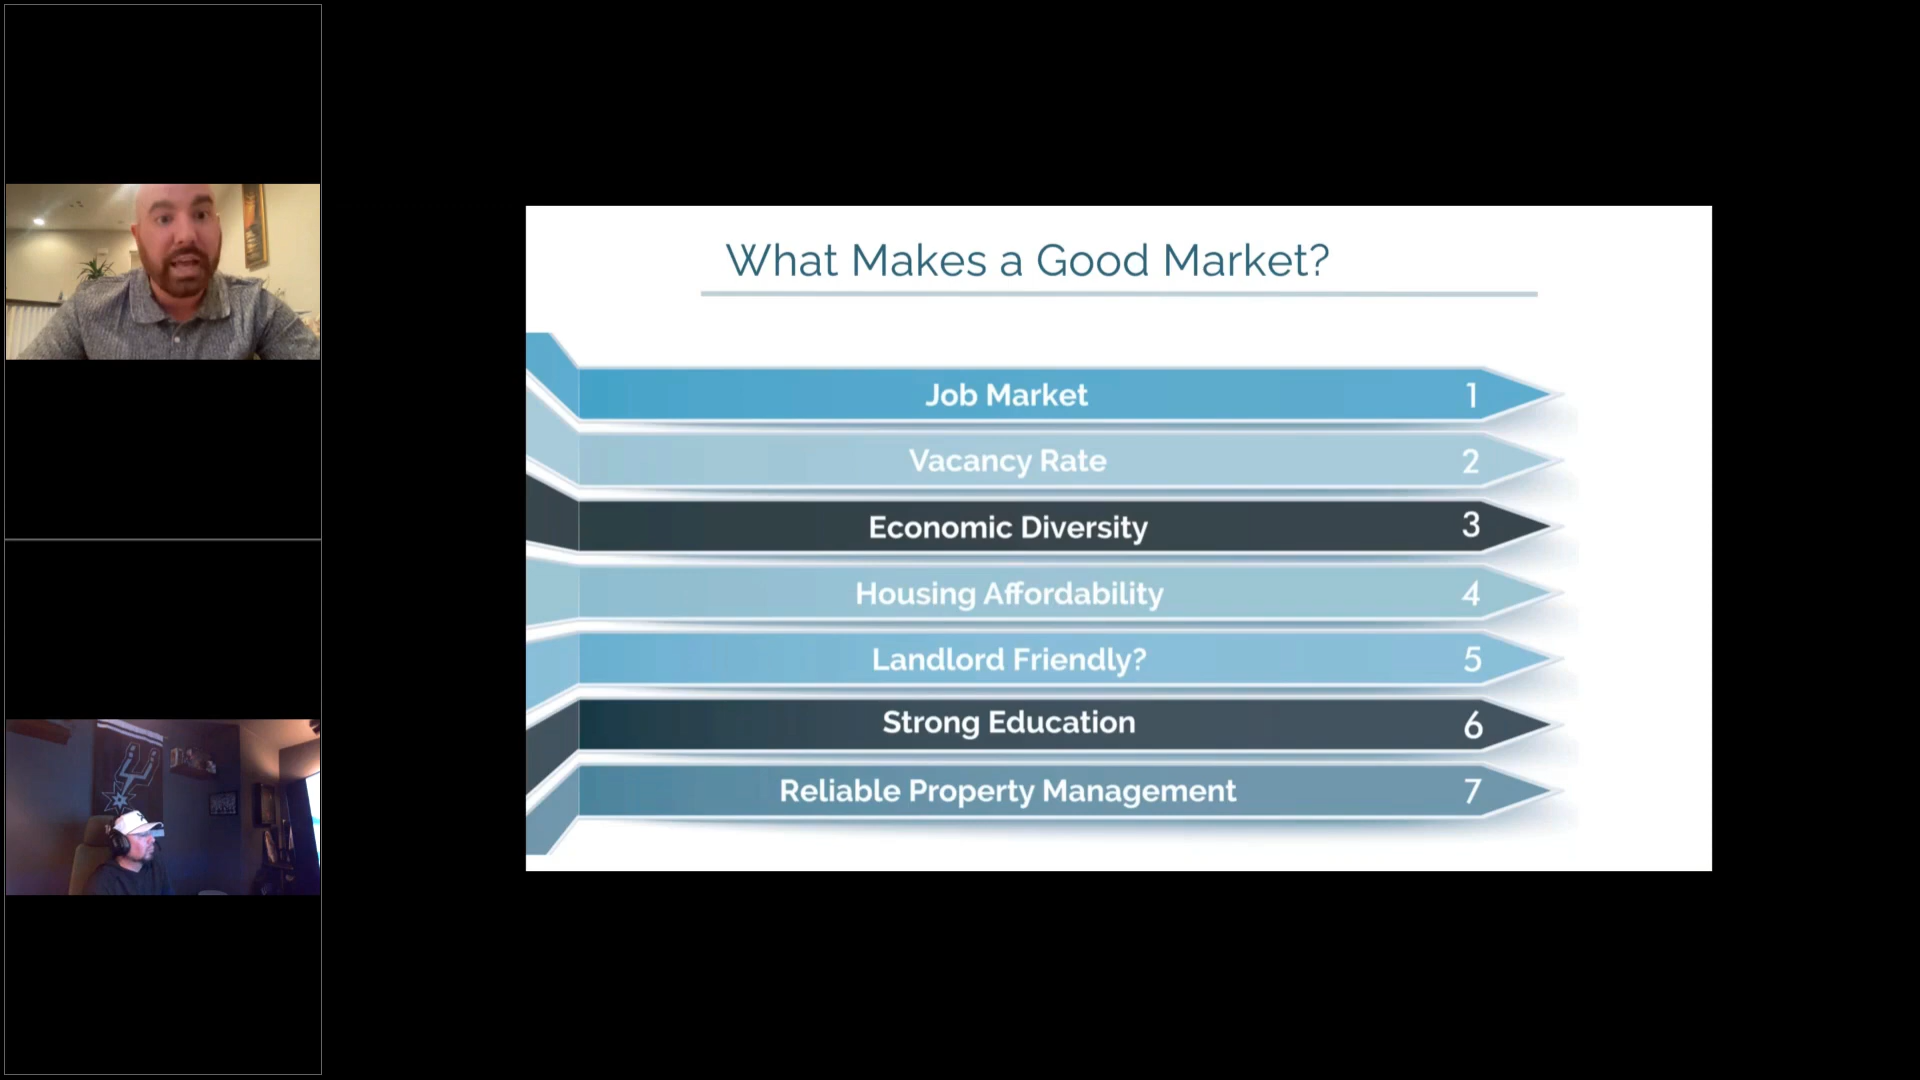 What Makes a Good Market?
Job Market 1
Vacancy Rate 2
Economic Diversity 3
Housing Affordability 4
Landlord Friendly? 5
Strong Education 6
Reliable Property Management 7